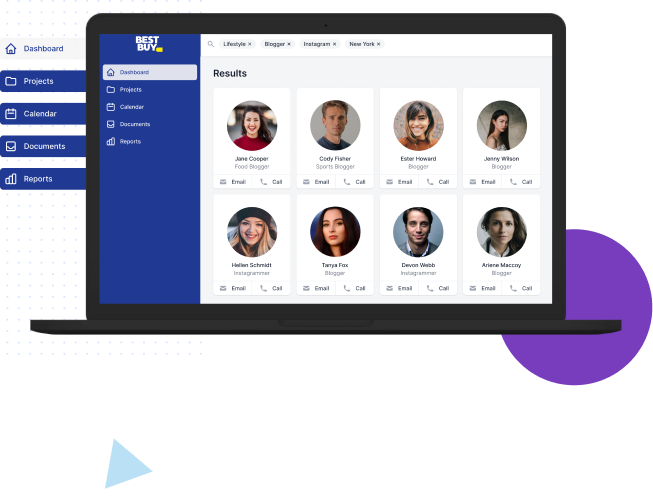 Dashboard
Projects
Calendar
Documents
Reports
BEST
BUY
Dashboard
Projects
Calendar
Documents
Reports
Lifestyle × Blogger × Instagram × New York ×
Results
Jane Cooper
Food Blogger
Email Call
Cody Fisher
Sports Blogger
Email Call
Ester Howard
Blogger
Email Call
Jenny Wilson
Blogger
Email Call
Hellen Schmidt
Instagrammer
Email Call
Tanya Fox
Blogger
Email Call
Devon Webb
Instagrammer
Email Call
Arlene Maccoy
Blogger
Email Call